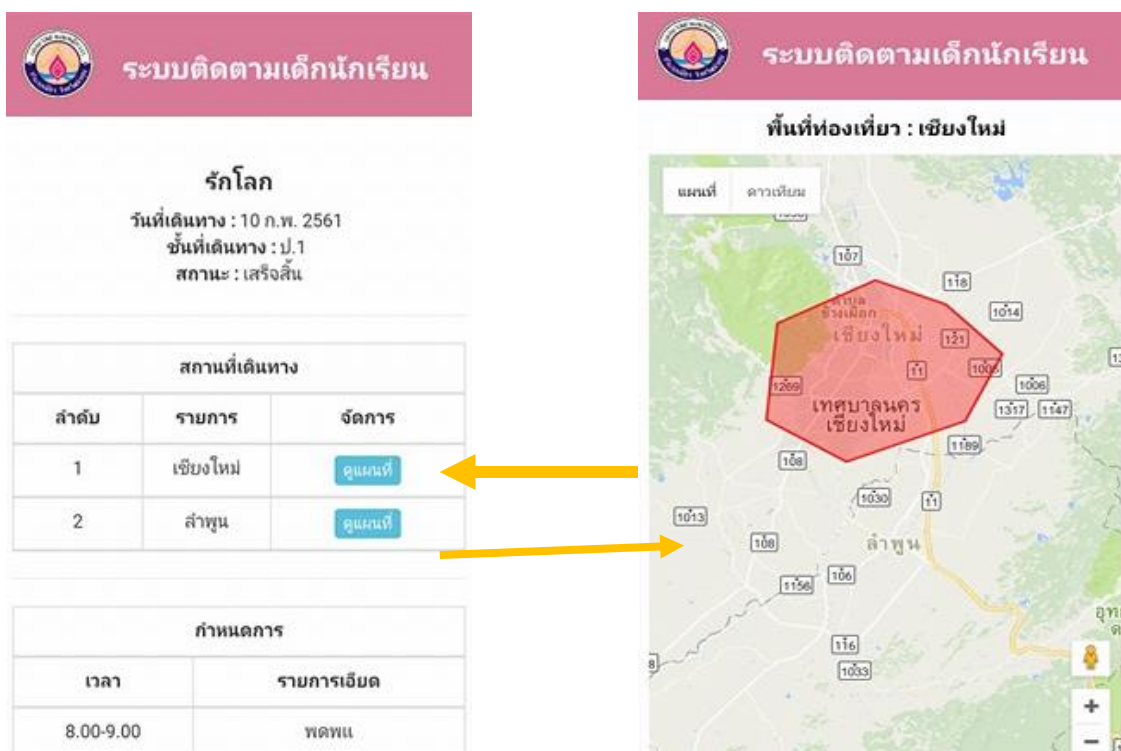 ระบบติดตามเด็กนักเรียน
รักโลก
วันที่เดินทาง : 10 ก.พ. 2561
ชั้นที่เดินทาง : ป.1
สถานะ : เสร็จสิ้น
สถานที่เดินทาง
ลำดับ รายการ จัดการ
1 เชียงใหม่ ดูแผนที่
2 ลำพูน ดูแผนที่
กำหนดการ
เวลา รายการเอียด
8.00-9.00 พดพแ
ระบบติดตามเด็กนักเรียน
พื้นที่ท่องเที่ยว : เชียงใหม่
แผนที่ ดาวเทียม
107
118
ตำบล
ช้างเผือก
1014
เชียงใหม่
121
11
1006
1269
1006
เทศบาลนคร
เชียงใหม่
1317
1147
1189
108
1030
11
1013
108
ลำพูน
106
1156
116
1033
+
−